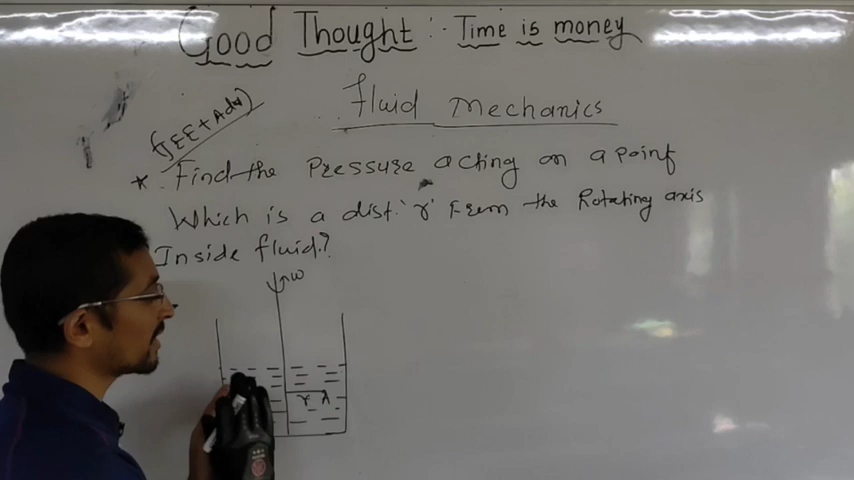 Good Thought : Time is money
(JEE + Adv)
Fluid Mechanics
* Find the Pressure acting on a point
Which is a dist. 'r' From the Rotating axis
Inside fluid?
ω
r A